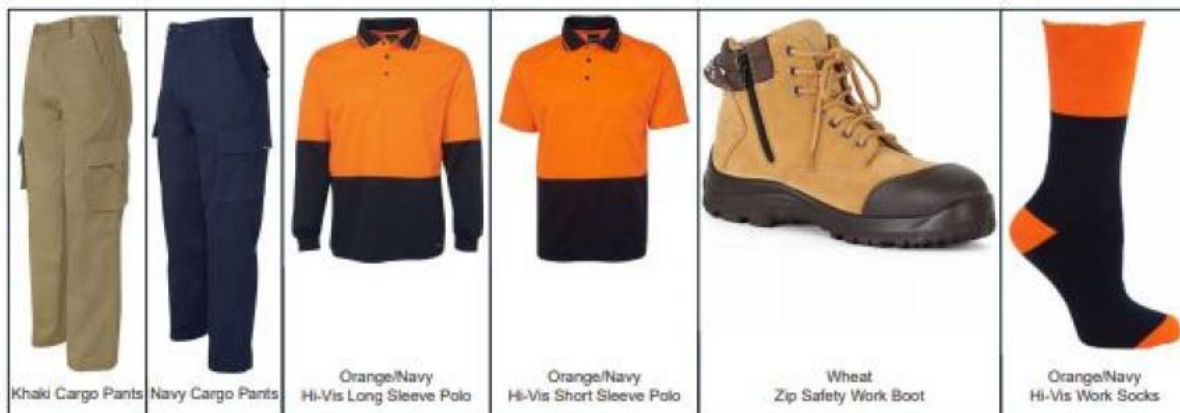 Khaki Cargo Pants
Navy Cargo Pants
Orange/Navy
Hi-Vis Long Sleeve Polo
Orange/Navy
Hi-Vis Short Sleeve Polo
Wheat
Zip Safety Work Boot
Orange/Navy
Hi-Vis Work Socks